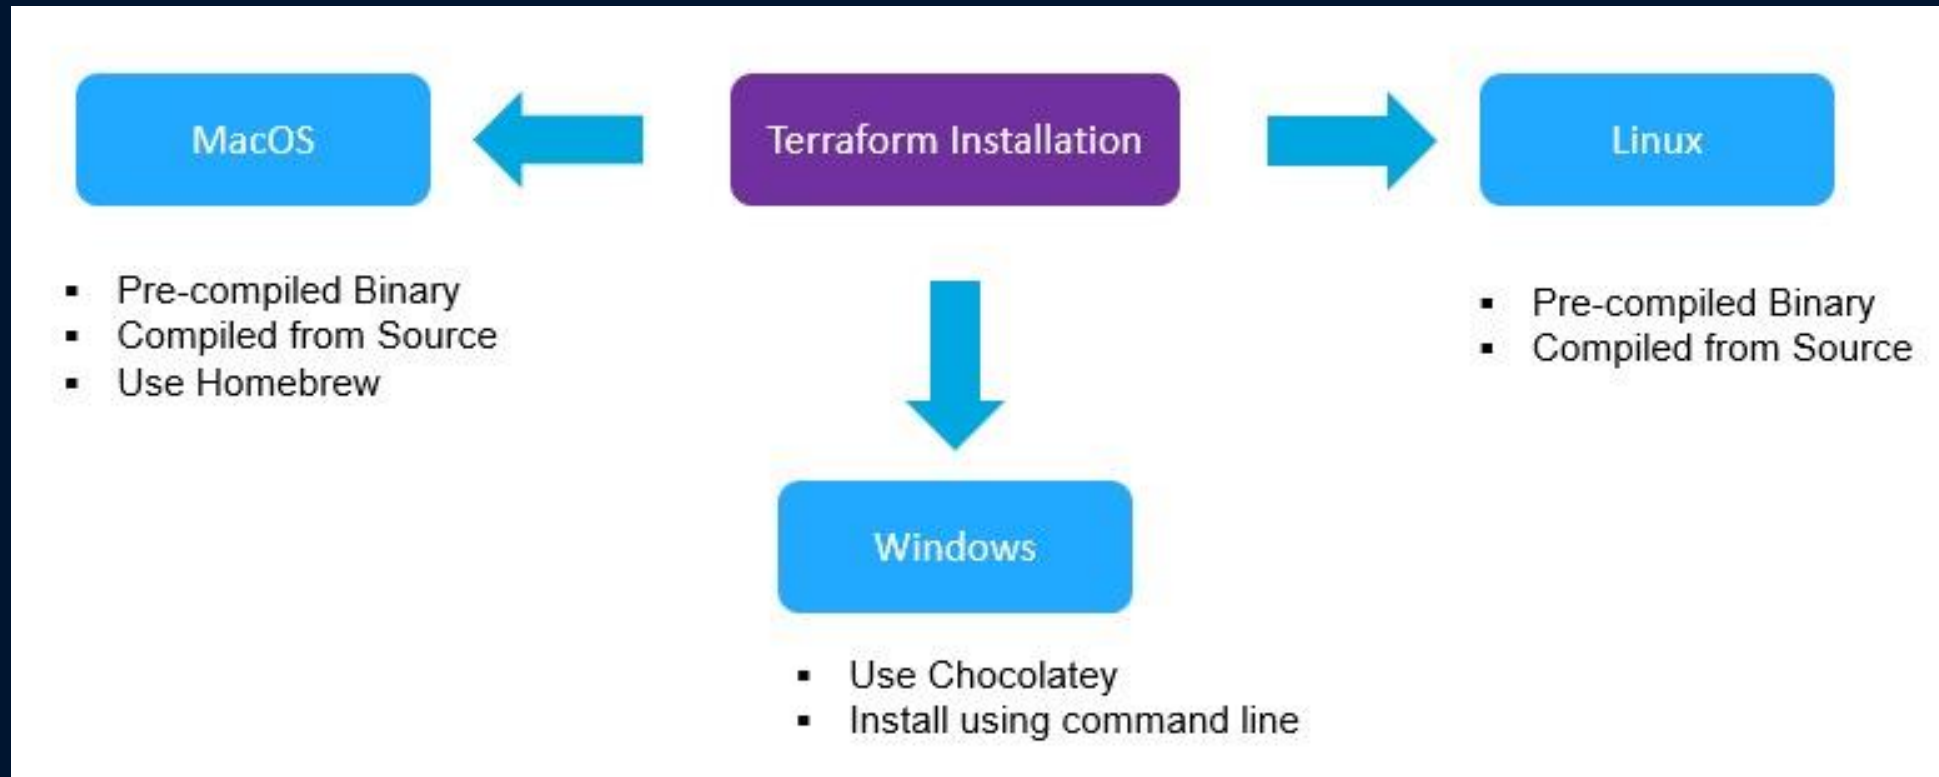 MacOS
Terraform Installation
Linux
▪ Pre-compiled Binary
▪ Compiled from Source
▪ Use Homebrew
▪ Pre-compiled Binary
▪ Compiled from Source
Windows
▪ Use Chocolatey
▪ Install using command line